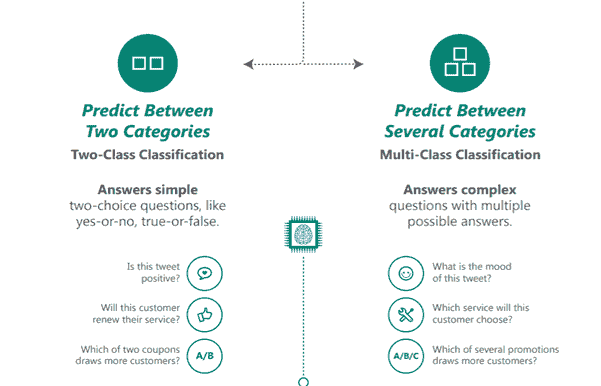 Predict Between
Two Categories
Two-Class Classification
Answers simple
two-choice questions, like
yes-or-no, true-or-false.
Is this tweet
positive?
Will this customer
renew their service?
Which of two coupons
draws more customers?
A/B
Predict Between
Several Categories
Multi-Class Classification
Answers complex
questions with multiple
possible answers.
What is the mood
of this tweet?
Which service will this
customer choose?
A/B/C
Which of several promotions
draws more customers?